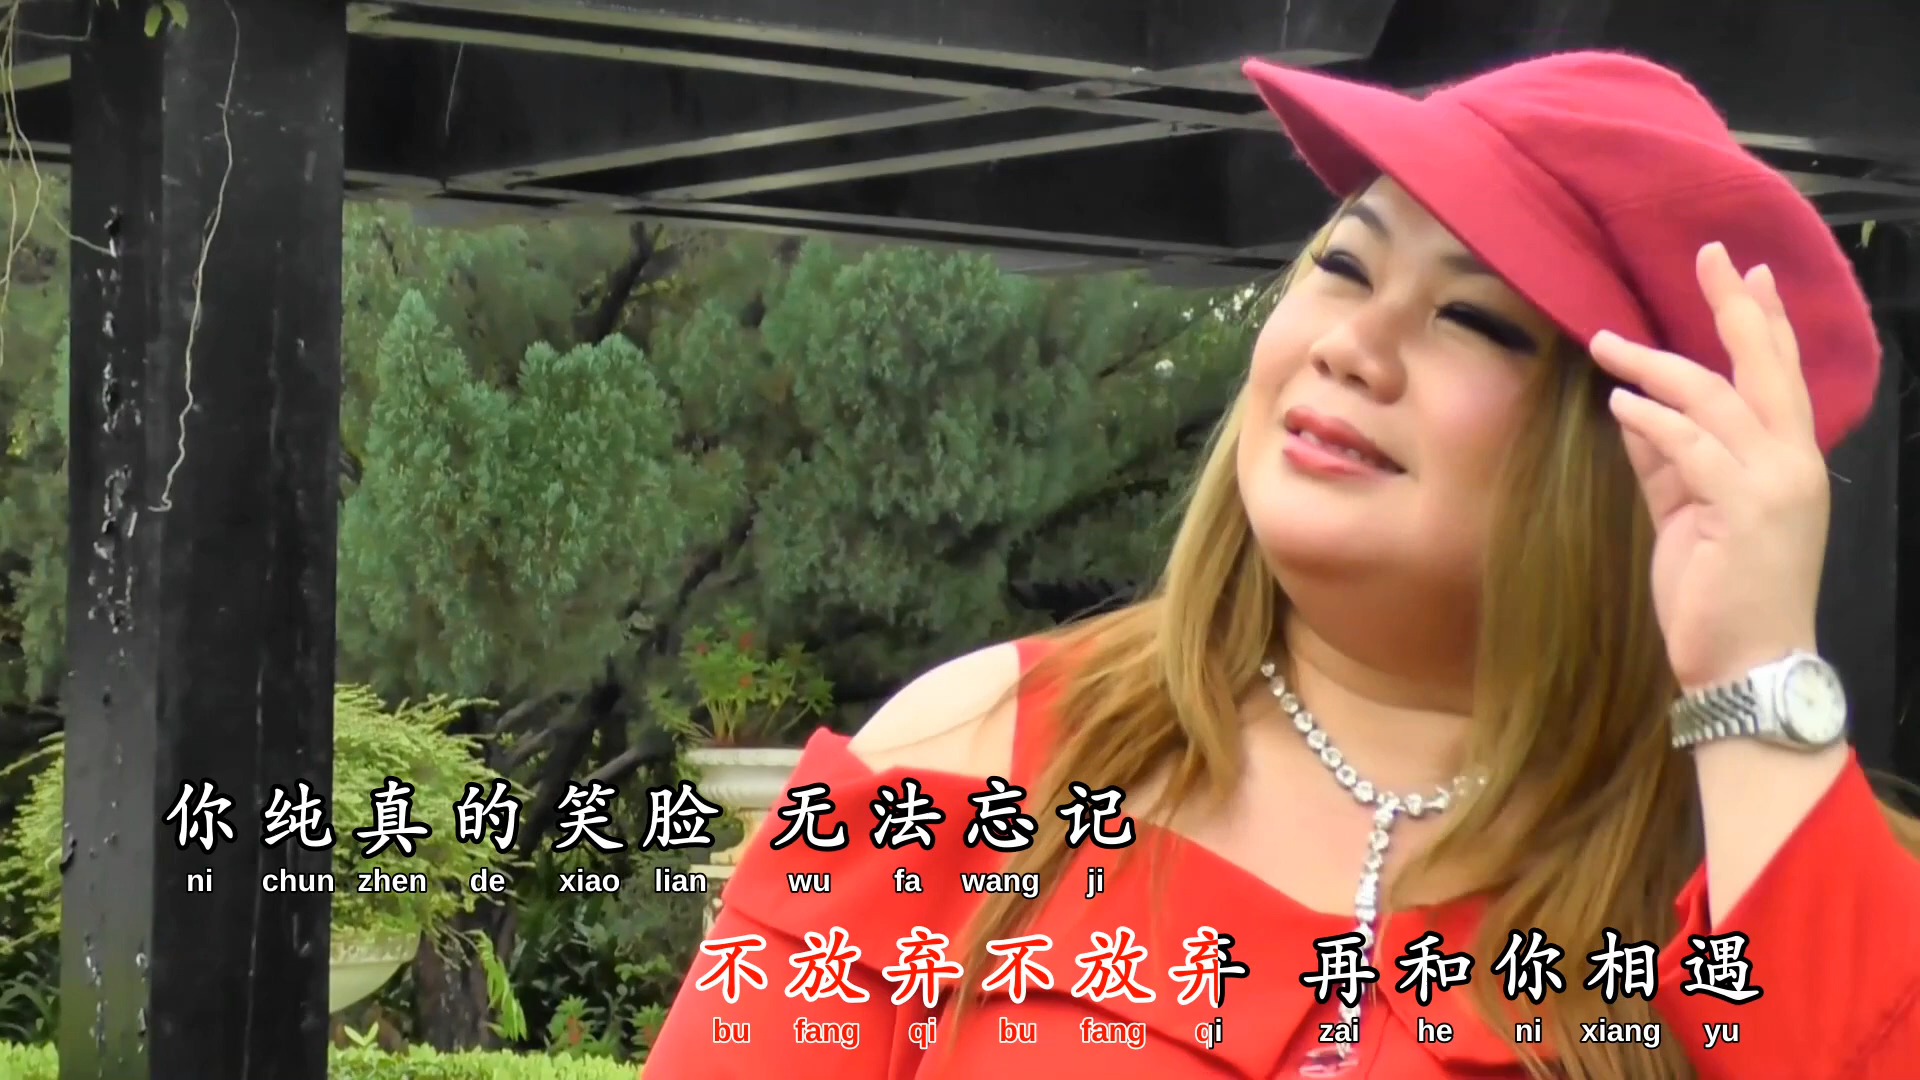 你纯真的笑脸 无法忘记
ni chun zhen de xiao lian wu fa wang ji
不放弃不放弃 再和你相遇
bu fang qi bu fang qi zai he ni xiang yu